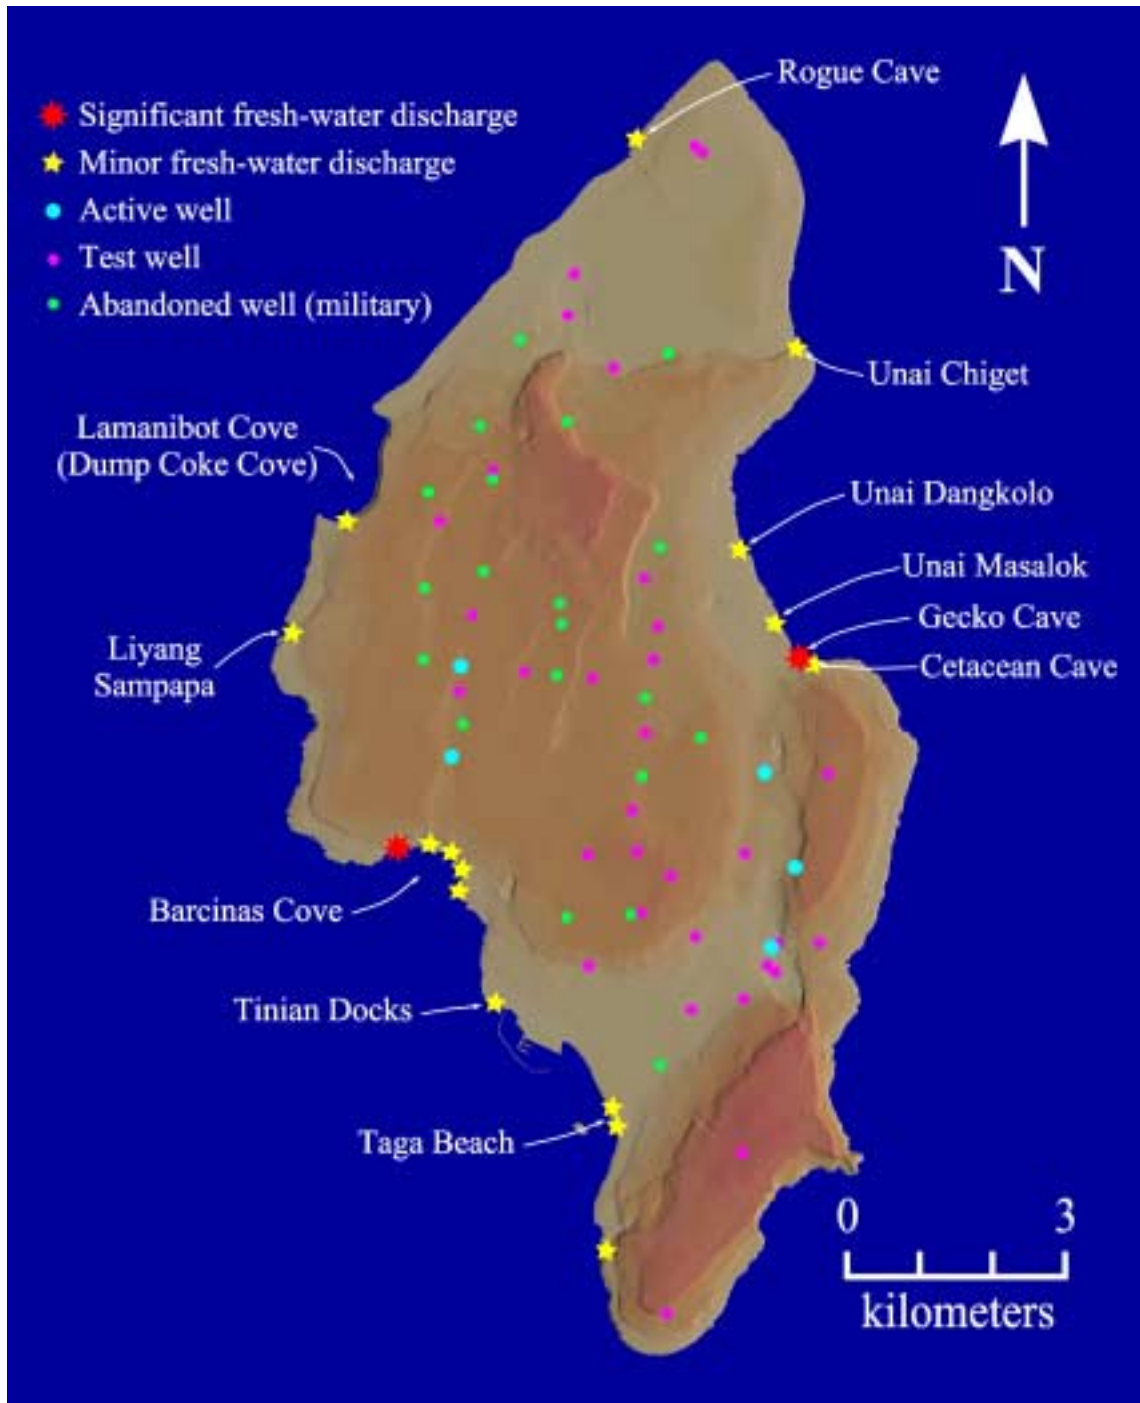 Rogue Cave
Significant fresh-water discharge
Minor fresh-water discharge
Active well
Test well
Abandoned well (military)
N
Unai Chiget
Lamanibot Cove
(Dump Coke Cove)
Unai Dangkolo
Unai Masalok
Gecko Cave
Cetacean Cave
Liyang
Sampapa
Barcinas Cove
Tinian Docks
Taga Beach
0 3
kilometers